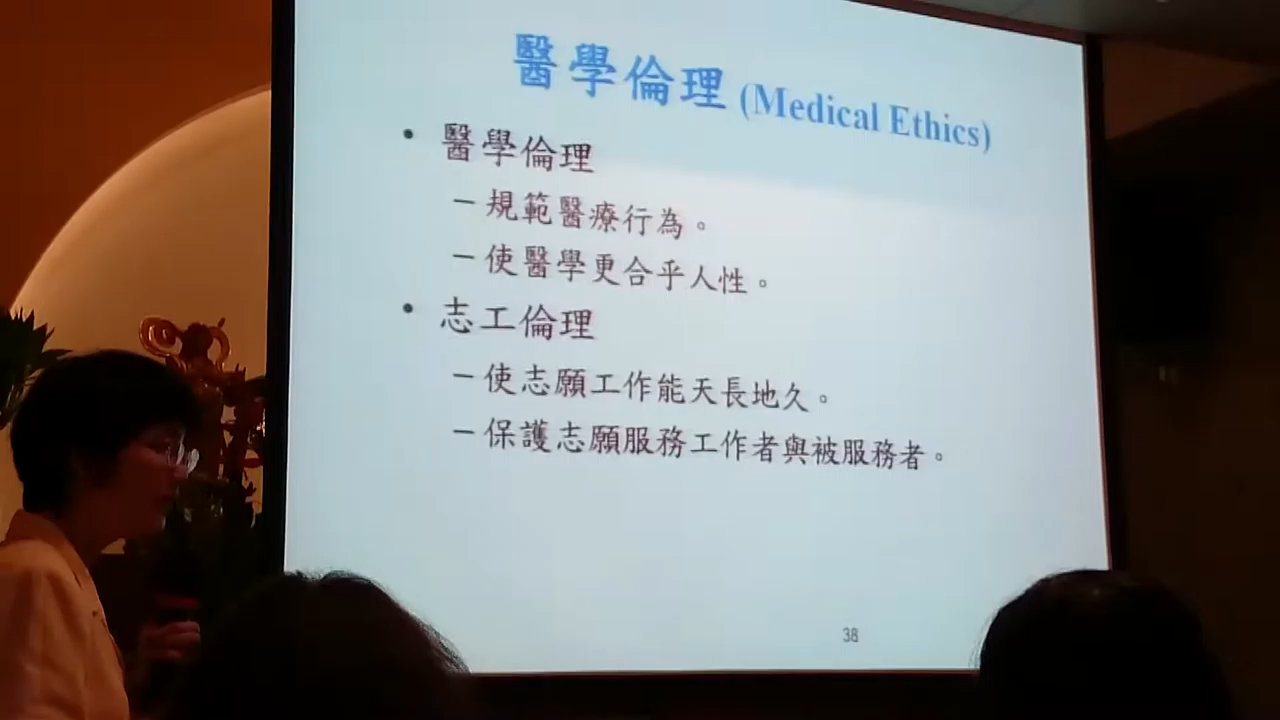 醫學倫理 (Medical Ethics)
• 醫學倫理
– 規範醫療行為。
– 使醫學更合乎人性。
• 志工倫理
– 使志願工作能天長地久。
– 保護志願服務工作者與被服務者。
38